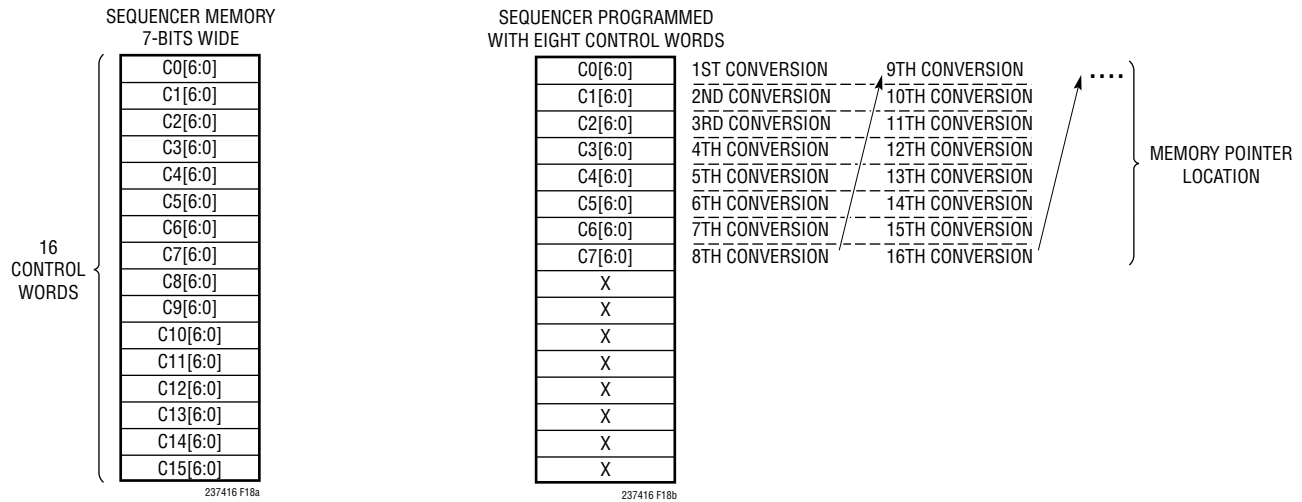 SEQUENCER MEMORY
7-BITS WIDE
C0[6:0]
C1[6:0]
C2[6:0]
C3[6:0]
C4[6:0]
C5[6:0]
C6[6:0]
C7[6:0]
C8[6:0]
C9[6:0]
C10[6:0]
C11[6:0]
C12[6:0]
C13[6:0]
C14[6:0]
C15[6:0]
16
CONTROL
WORDS
237416 F18a
SEQUENCER PROGRAMMED
WITH EIGHT CONTROL WORDS
C0[6:0] 1ST CONVERSION 9TH CONVERSION ....
C1[6:0] 2ND CONVERSION 10TH CONVERSION
C2[6:0] 3RD CONVERSION 11TH CONVERSION
C3[6:0] 4TH CONVERSION 12TH CONVERSION
C4[6:0] 5TH CONVERSION 13TH CONVERSION
C5[6:0] 6TH CONVERSION 14TH CONVERSION
C6[6:0] 7TH CONVERSION 15TH CONVERSION
C7[6:0] 8TH CONVERSION 16TH CONVERSION
X
X
X
X
X
X
X
X
MEMORY POINTER
LOCATION
237416 F18b